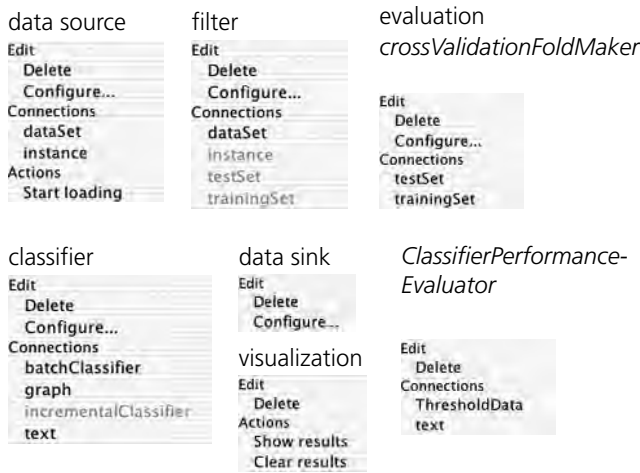 data source
Edit
Delete
Configure...
Connections
dataSet
instance
Actions
Start loading
filter
Edit
Delete
Configure...
Connections
dataSet
instance
testSet
trainingSet
evaluation
crossValidationFoldMaker
Edit
Delete
Configure...
Connections
testSet
trainingSet
classifier
Edit
Delete
Configure...
Connections
batchClassifier
graph
incrementalClassifier
text
data sink
Edit
Delete
Configure...
visualization
Edit
Delete
Actions
Show results
Clear results
ClassifierPerformance-
Evaluator
Edit
Delete
Connections
ThresholdData
text